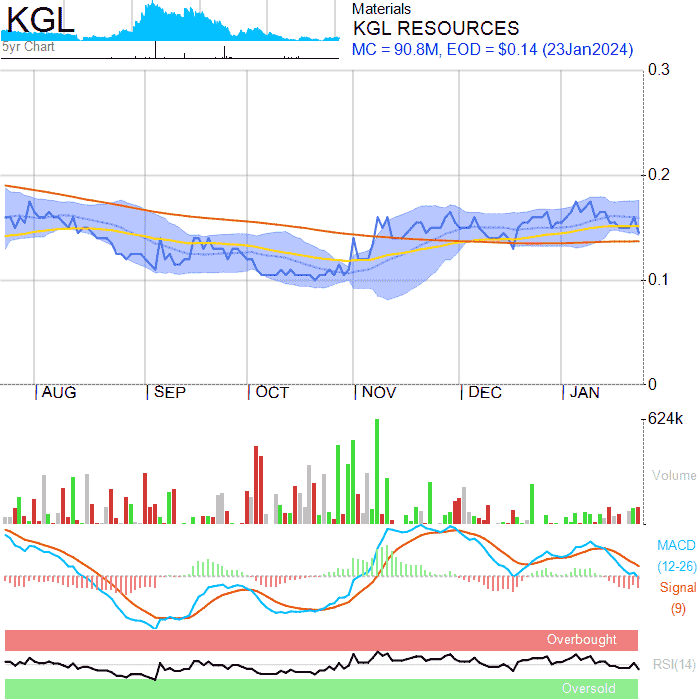 KGL
5yr Chart
Materials
KGL RESOURCES
MC = 90.8M, EOD = $0.14 (23Jan2024)
0.3
0.2
0.1
0
AUG
SEP
OCT
NOV
DEC
JAN
624k
Volume
MACD
(12-26)
Signal
(9)
Overbought
RSI(14)
Oversold